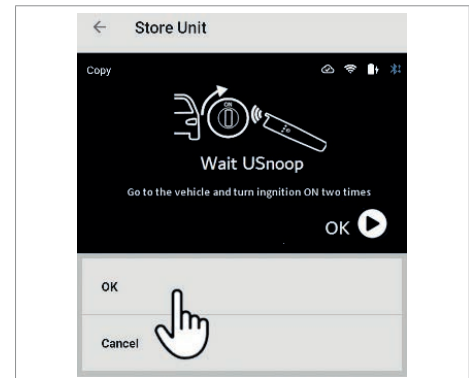 Store Unit
Copy
ON
Wait USnoop
Go to the vehicle and turn ingnition ON two times
OK
OK
Cancel